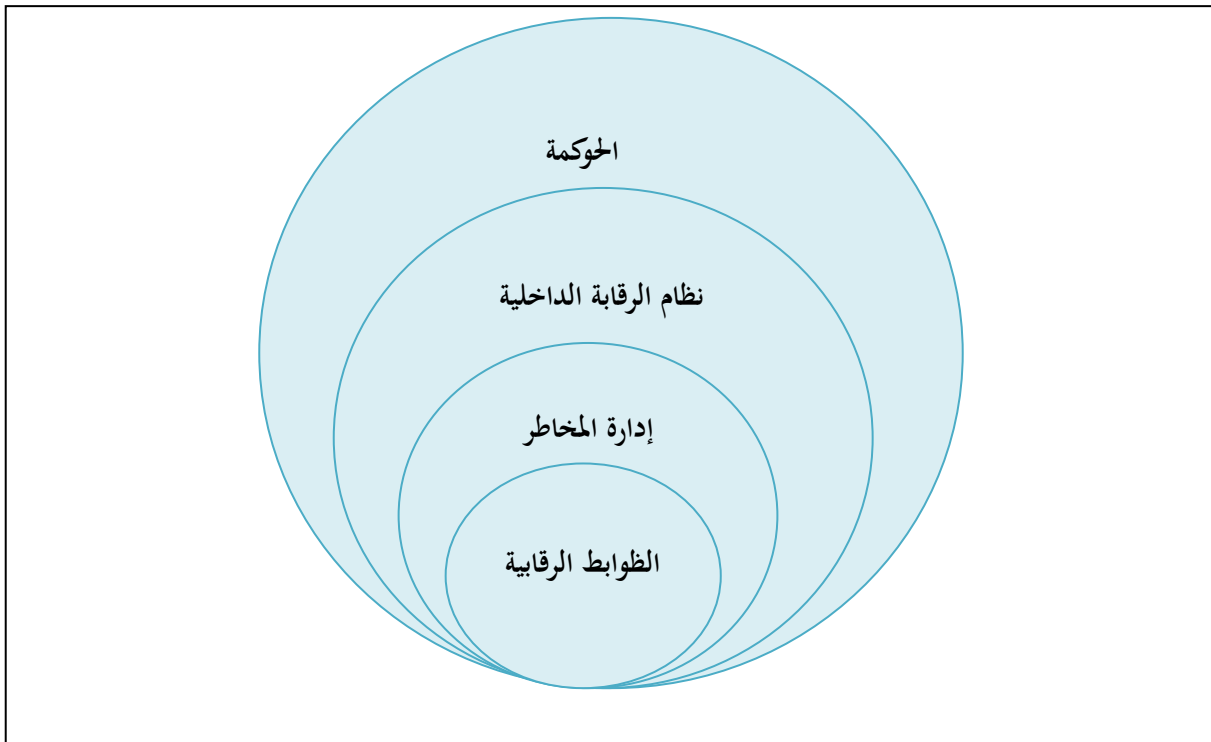 الحوكمة
نظام الرقابة الداخلية
إدارة المخاطر
الظوابط الرقابية